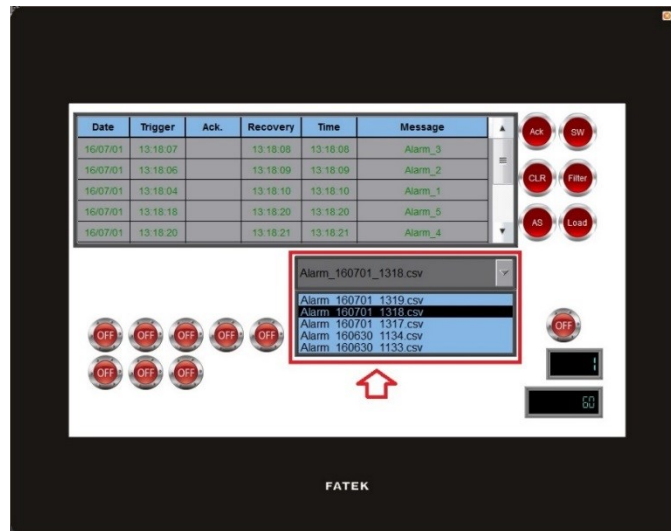 Date Trigger Ack. Recovery Time Message
16/07/01 13:18:07 13:18:08 13:18:08 Alarm_3
16/07/01 13:18:06 13:18:09 13:18:09 Alarm_2
16/07/01 13:18:04 13:18:10 13:18:10 Alarm_1
16/07/01 13:18:18 13:18:20 13:18:20 Alarm_5
16/07/01 13:18:20 13:18:21 13:18:21 Alarm_4
Ack SW
CLR Filter
AS Load
Alarm_160701_1318.csv
Alarm_160701_1319.csv
Alarm_160701_1318.csv
Alarm_160701_1317.csv
Alarm_160630_1134.csv
Alarm_160630_1133.csv
OFF OFF OFF OFF OFF
OFF OFF OFF
OFF
1
60
FATEK